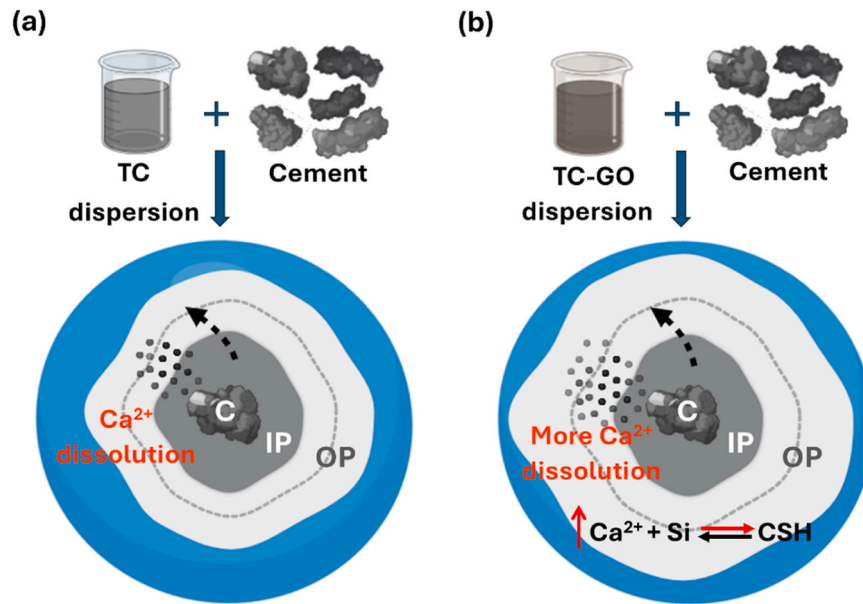 (a)
+
TC
dispersion
Cement
Ca²⁺
dissolution
C
IP
OP
(b)
+
TC-GO
dispersion
Cement
More Ca²⁺
dissolution
C
IP
OP
↑ Ca²⁺ + Si ⇌ CSH